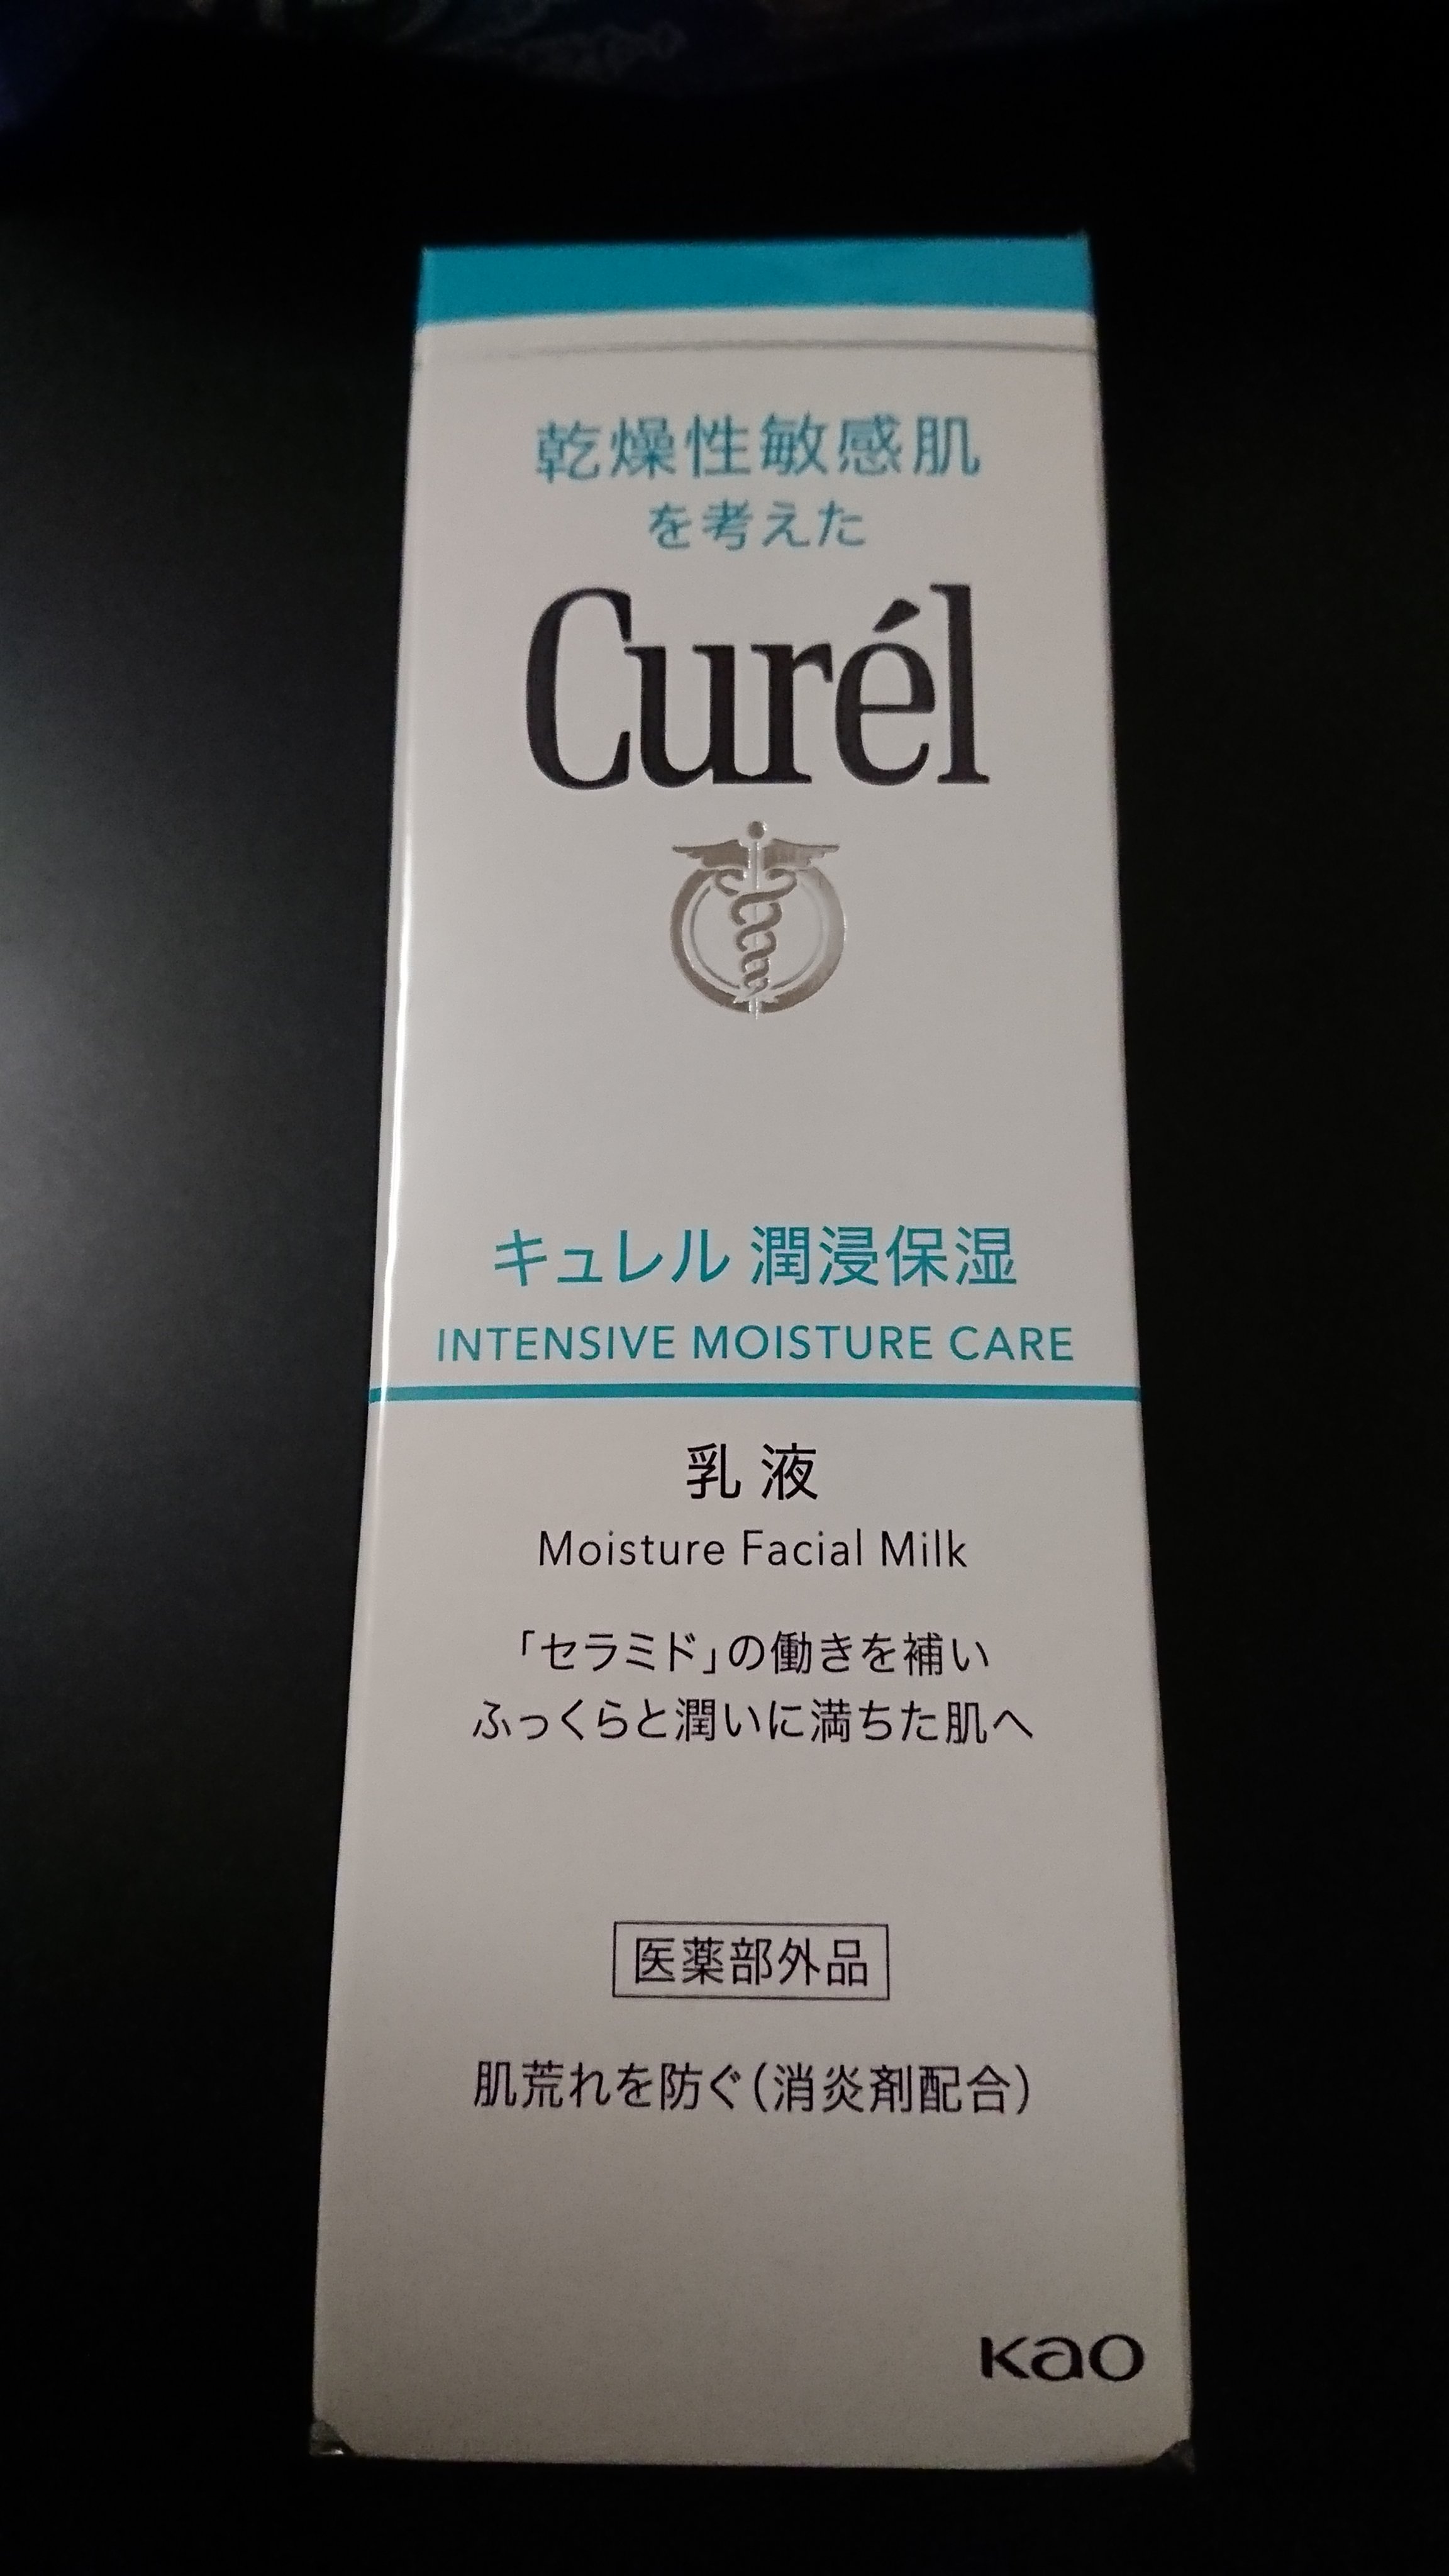 乾燥性敏感肌
を考えた
Curél
キュレル 潤浸保湿
INTENSIVE MOISTURE CARE
乳液
Moisture Facial Milk
「セラミド」の働きを補い
ふっくらと潤いに満ちた肌へ
医薬部外品
肌荒れを防ぐ(消炎剤配合)
Kao